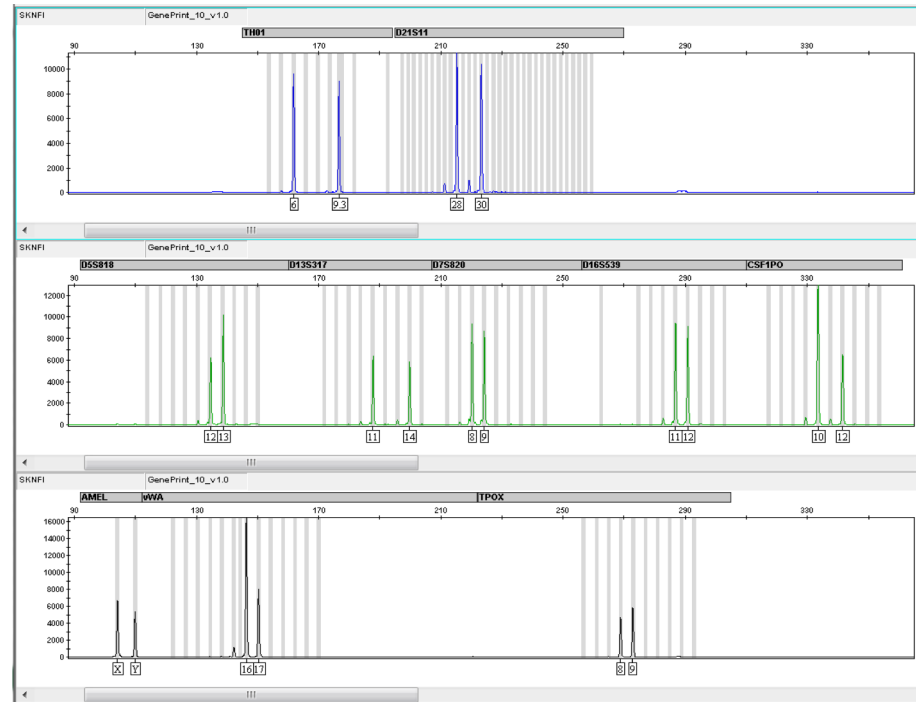 SKNFI GenePrint_10_v1.0
TH01 D21S11
90 130 170 210 250 290 330
10000
8000
6000
4000
2000
0
6 9.3 28 30
SKNFI GenePrint_10_v1.0
D5S818 D13S317 D7S820 D16S539 CSF1PO
90 130 170 210 250 290 330
12000
10000
8000
6000
4000
2000
0
12 13 11 14 8 9 11 12 10 12
SKNFI GenePrint_10_v1.0
AMEL vWA TPOX
90 130 170 210 250 290 330
16000
14000
12000
10000
8000
6000
4000
2000
0
X Y 16 17 8 9